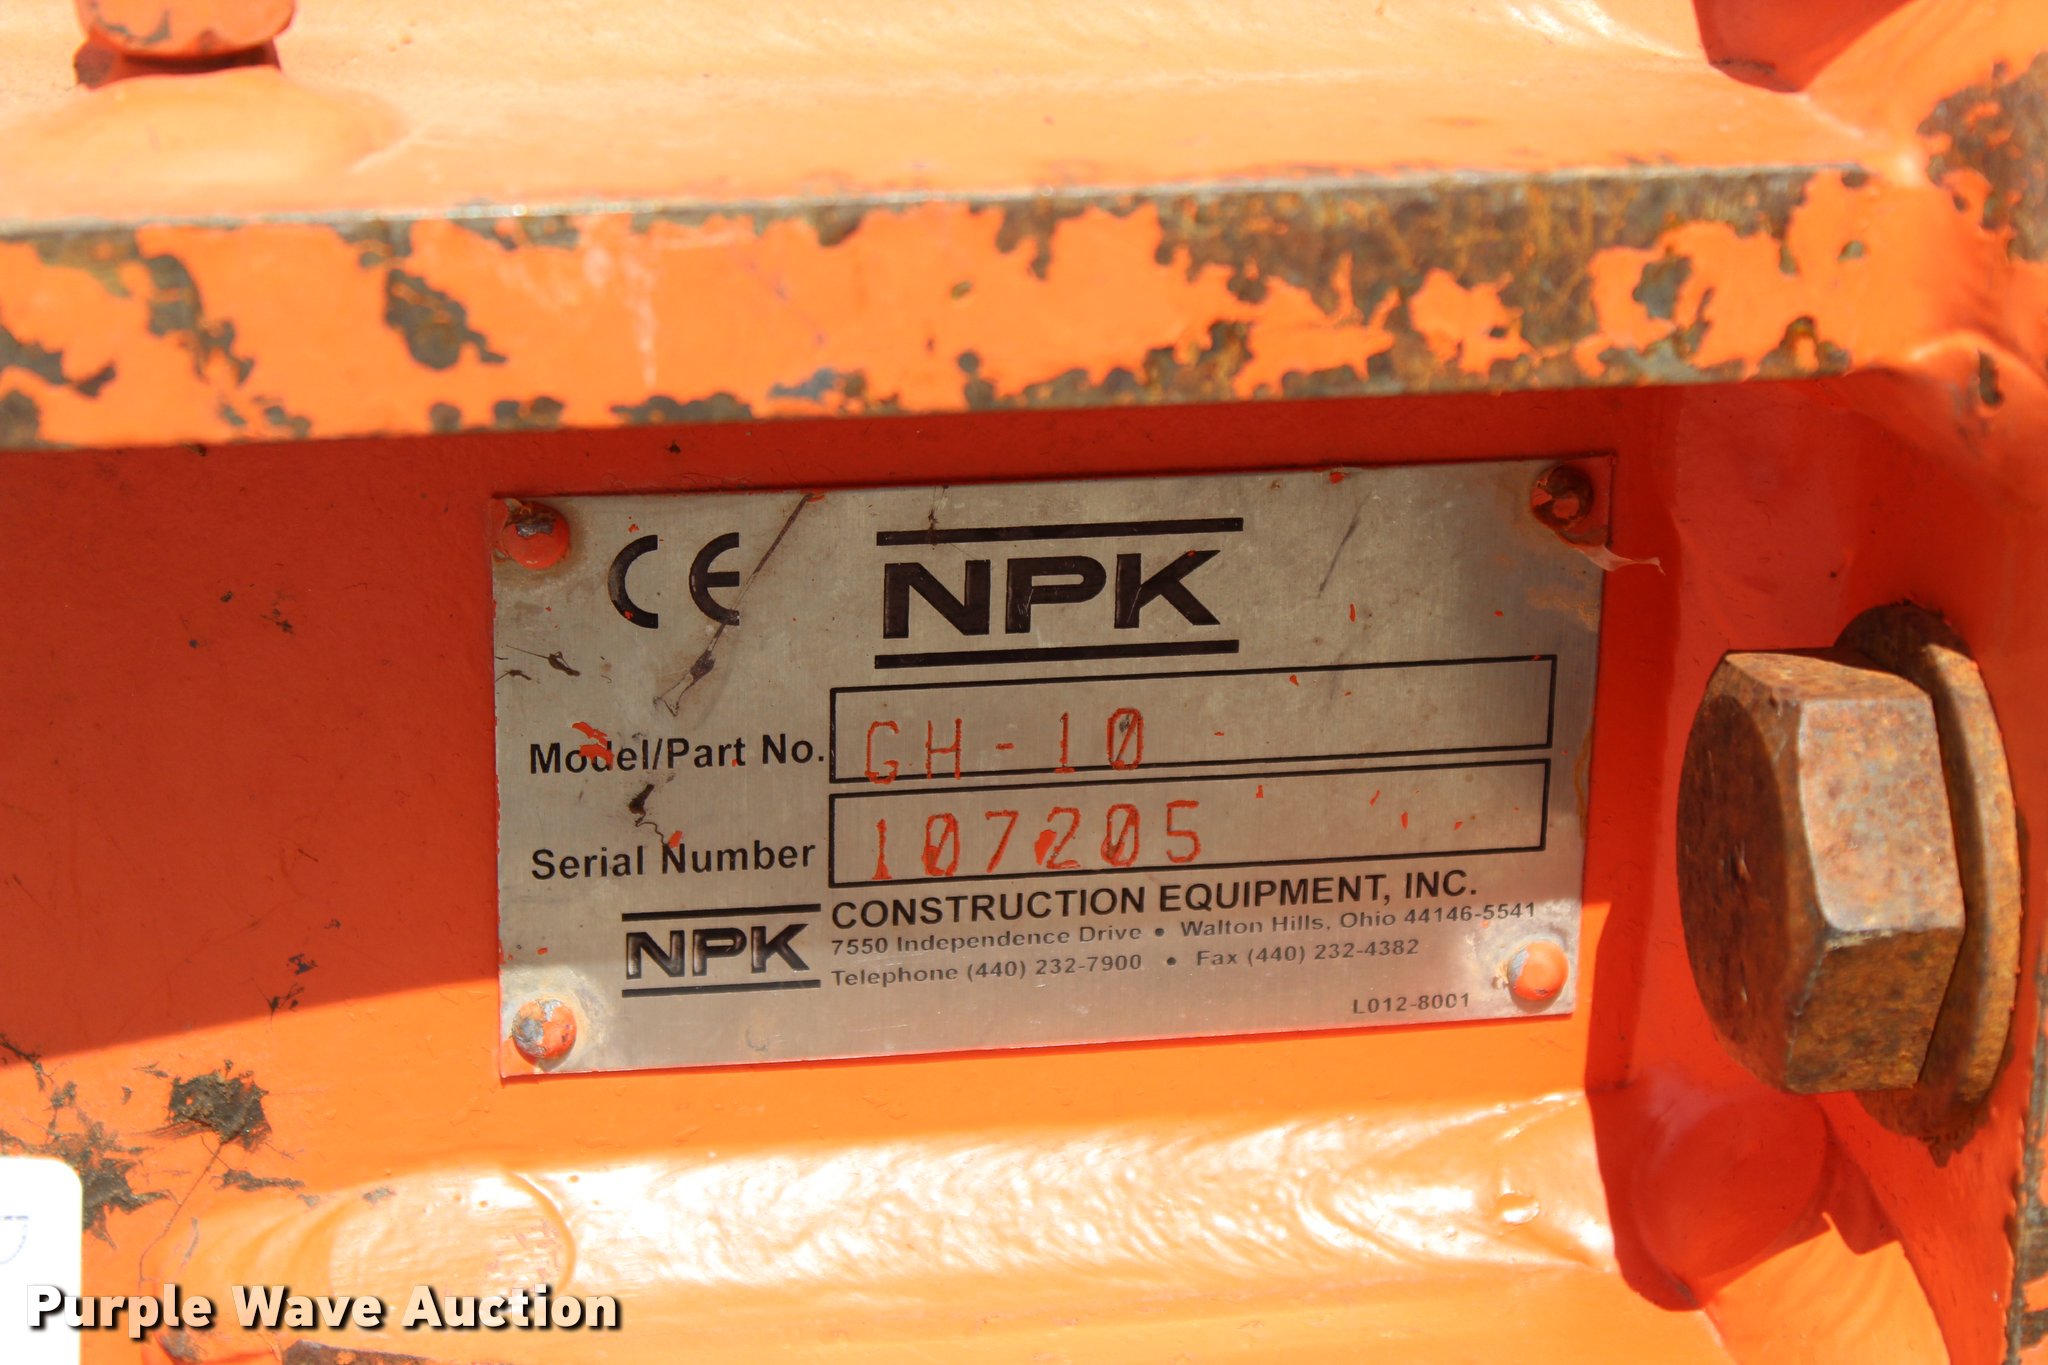 CE NPK
Model/Part No. GH-10
Serial Number 107205
NPK CONSTRUCTION EQUIPMENT, INC.
7550 Independence Drive • Walton Hills, Ohio 44146-5541
Telephone (440) 232-7900 • Fax (440) 232-4382
L012-8001
Purple Wave Auction